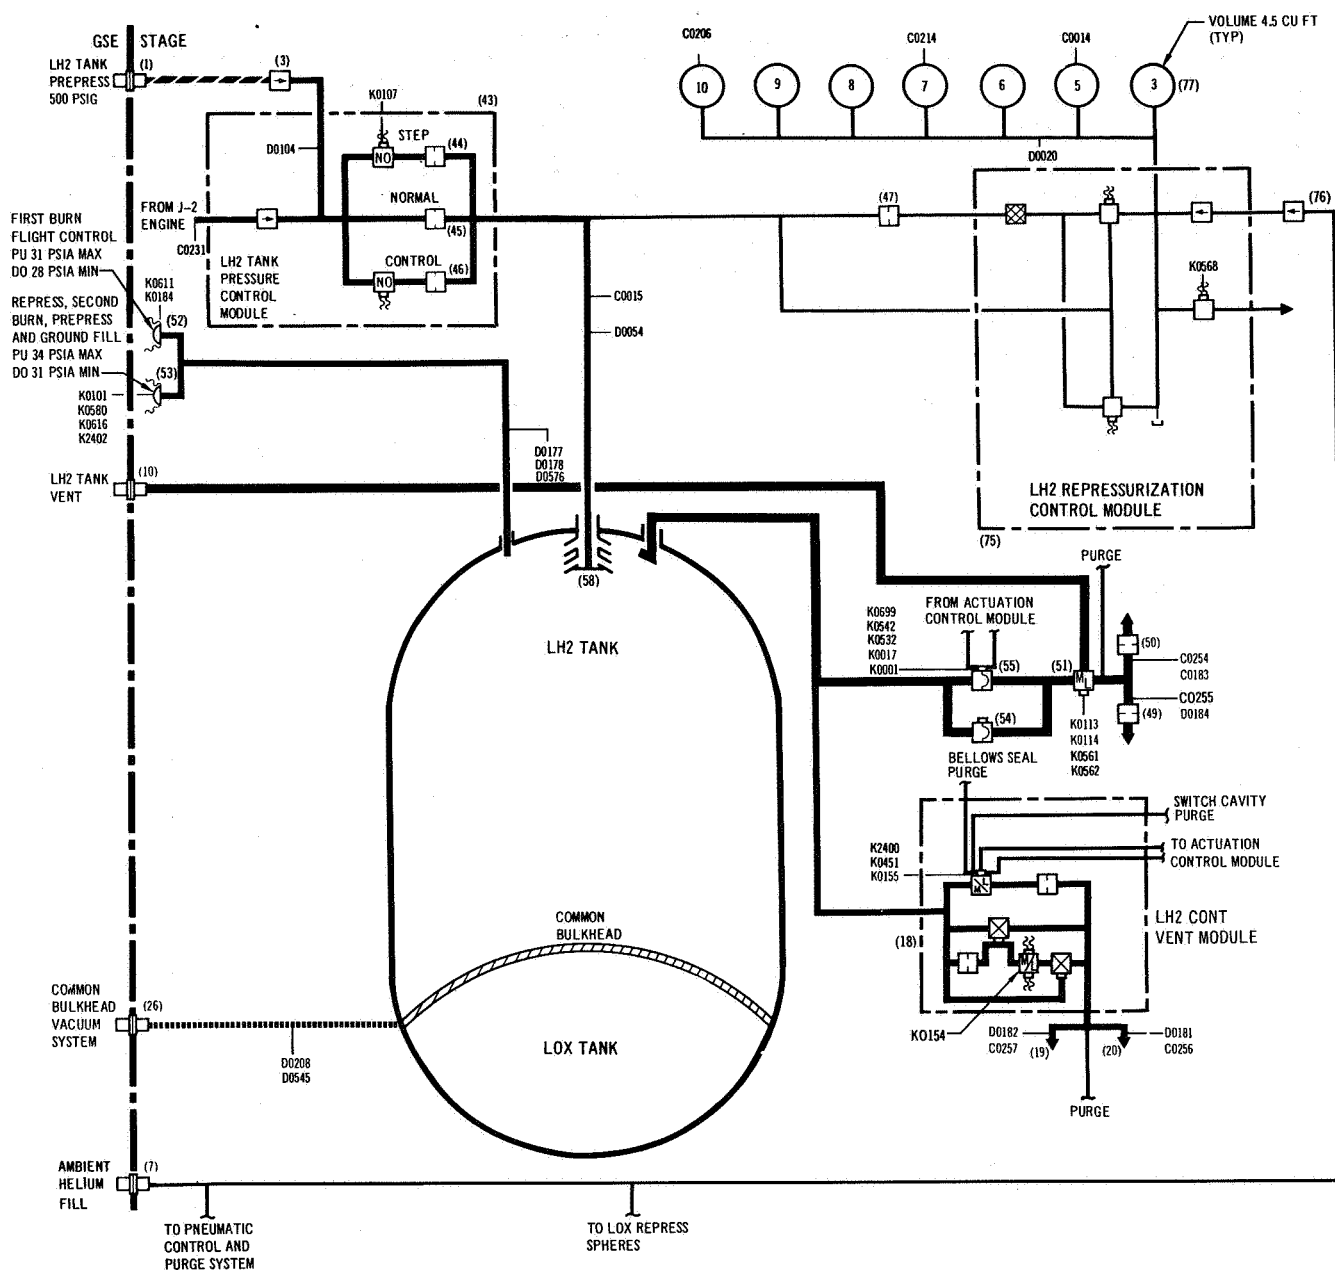 GSE STAGE
LH2 TANK
PREPRESS
500 PSIG
(1)
(3)
K0107
(43)
STEP
(44)
NO
D0104
NORMAL
(45)
FROM J-2
ENGINE
C0231
CONTROL
(46)
NO
LH2 TANK
PRESSURE
CONTROL
MODULE
FIRST BURN
FLIGHT CONTROL
PU 31 PSIA MAX
DO 28 PSIA MIN
K0611
K0184
(52)
REPRESS, SECOND
BURN, PREPRESS
AND GROUND FILL
PU 34 PSIA MAX
DO 31 PSIA MIN
(53)
K0101
K0580
K0616
K2402
C0206
C0214
C0014
VOLUME 4.5 CU FT
(TYP)
10
9
8
7
6
5
3
(77)
D0020
(47)
(76)
K0568
LH2 REPRESSURIZATION
CONTROL MODULE
(75)
C0015
D0054
D0177
D0178
D0576
LH2 TANK
VENT
(10)
(58)
LH2 TANK
PURGE
FROM ACTUATION
CONTROL MODULE
K0699
K0542
K0532
K0017
K0001
(55)
(51)
M
L
(50)
C0254
C0183
CO255
D0184
(49)
(54)
K0113
K0114
K0561
K0562
BELLOWS SEAL
PURGE
SWITCH CAVITY
PURGE
TO ACTUATION
CONTROL MODULE
K2400
K0451
K0155
M
L
LH2 CONT
VENT MODULE
(18)
M
L
KO154
D0182
C0257
(19)
(20)
D0181
C0256
PURGE
COMMON
BULKHEAD
LOX TANK
COMMON
BULKHEAD
VACUUM
SYSTEM
(26)
D0208
D0545
AMBIENT
HELIUM
FILL
(7)
TO PNEUMATIC
CONTROL AND
PURGE SYSTEM
TO LOX REPRESS
SPHERES